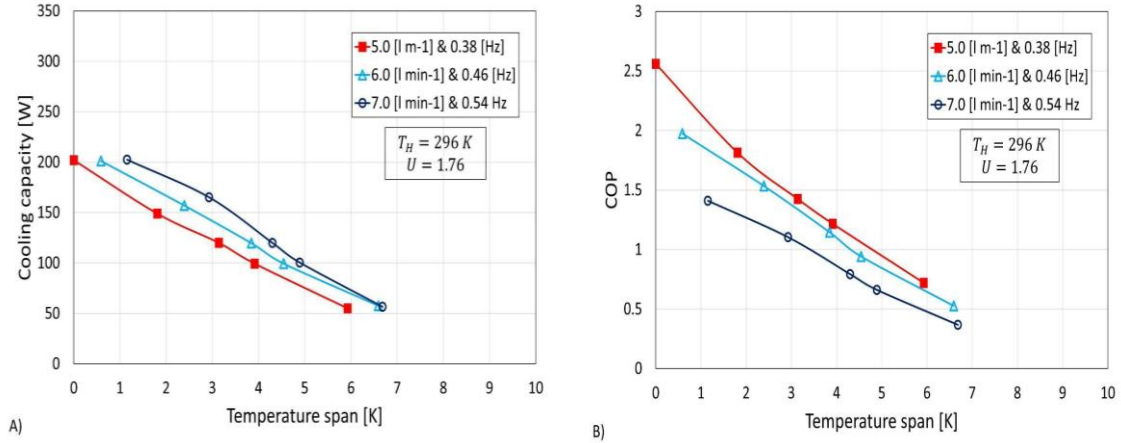 350
300
250
200
150
100
50
0
Cooling capacity [W]
5.0 [l m-1] & 0.38 [Hz]
6.0 [l min-1] & 0.46 [Hz]
7.0 [l min-1] & 0.54 Hz
T_H = 296 K
U = 1.76
0 1 2 3 4 5 6 7 8 9 10
Temperature span [K]
A)
3
2.5
2
1.5
1
0.5
0
COP
5.0 [l m-1] & 0.38 [Hz]
6.0 [l min-1] & 0.46 [Hz]
7.0 [l min-1] & 0.54 Hz
T_H = 296 K
U = 1.76
0 1 2 3 4 5 6 7 8 9 10
Temperature span [K]
B)